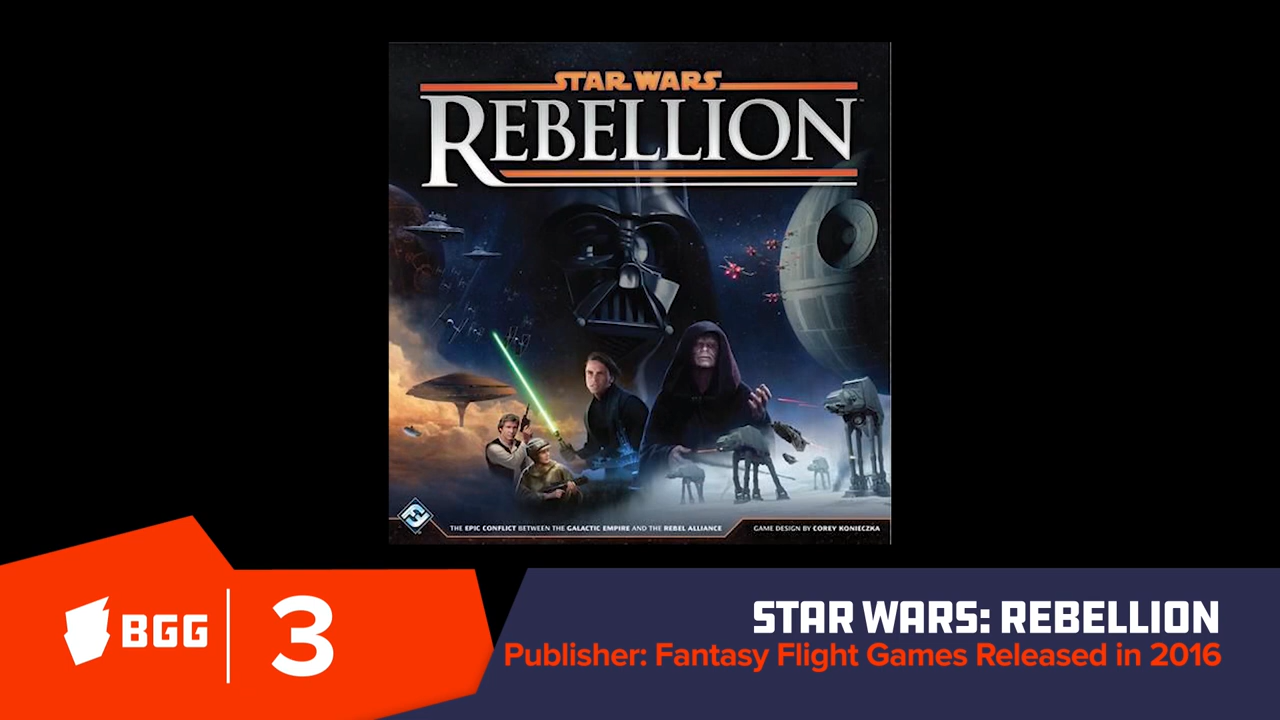 STAR WARS
REBELLION
THE EPIC CONFLICT BETWEEN THE GALACTIC EMPIRE AND THE REBEL ALLIANCE
GAME DESIGN BY COREY KONIECZKA
BGG
3
STAR WARS: REBELLION
Publisher: Fantasy Flight Games Released in 2016